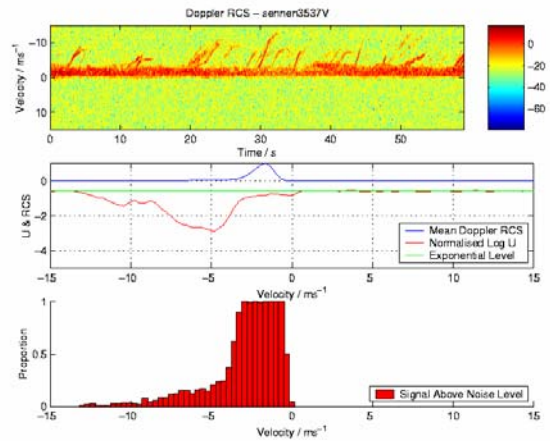 Doppler RCS – sennen3537V
Velocity / ms⁻¹
-10
0
10
0 10 20 30 40 50
Time / s
0
-20
-40
-60
U & RCS
0
-2
-4
Mean Doppler RCS
Normalised Log U
Exponential Level
-15 -10 -5 0 5 10 15
Velocity / ms⁻¹
Proportion
1
0.5
0
Signal Above Noise Level
-15 -10 -5 0 5 10 15
Velocity / ms⁻¹